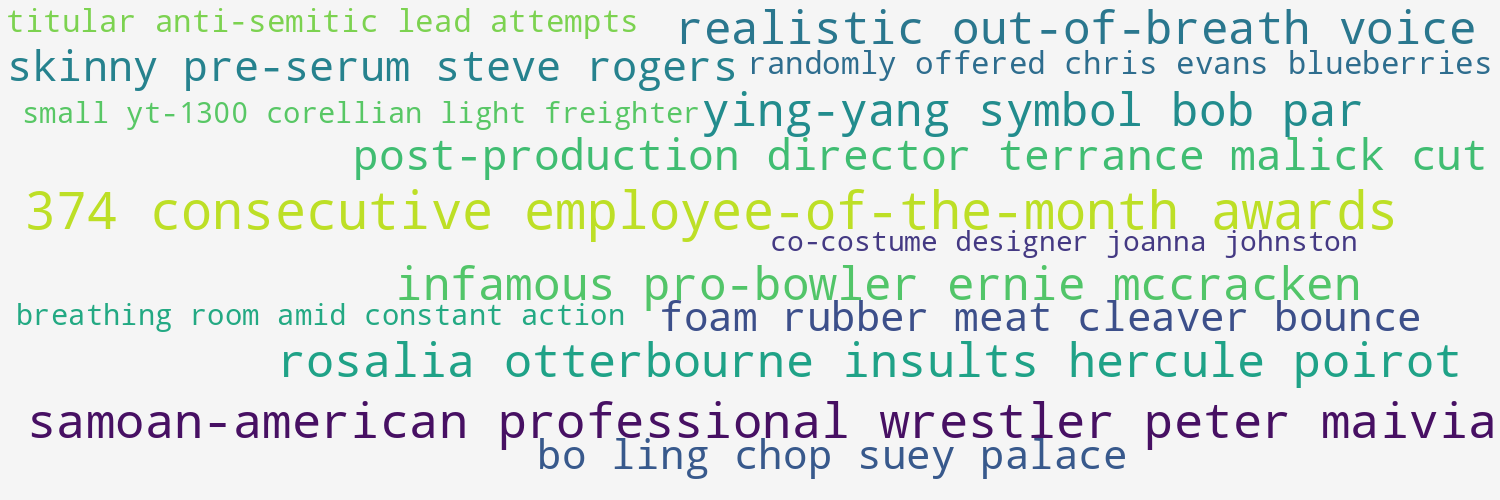 titular anti-semitic lead attempts
realistic out-of-breath voice
skinny pre-serum steve rogers
randomly offered chris evans blueberries
small yt-1300 corellian light freighter
ying-yang symbol bob par
post-production director terrance malick cut
374 consecutive employee-of-the-month awards
co-costume designer joanna johnston
infamous pro-bowler ernie mccracken
breathing room amid constant action
foam rubber meat cleaver bounce
rosalia otterbourne insults hercule poirot
samoan-american professional wrestler peter maivia
bo ling chop suey palace